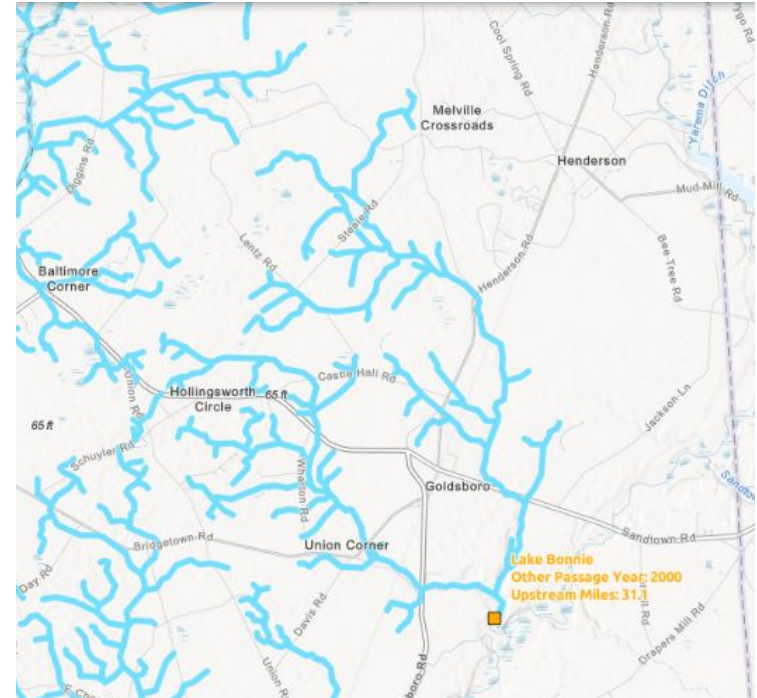 Cool Spring Rd
Henderson Rd
Yarema Ditch
Melville
Crossroads
Henderson
Diggins Rd
Mud Mill Rd
Steele Rd
Lantz Rd
Bee Tree Rd
Henderson Rd
Baltimore
Corner
Castle Hall Rd
Union Rd
Hollingsworth
Circle
65 ft
65 ft
Jackson Ln
Schuyler Rd
Wharton Rd
Goldsboro
Sandtown Rd
Bridgetown Rd
Union Corner
Lake Bonnie
Other Passage Year: 2000
Upstream Miles: 31.1
Day Rd
Davis Rd
Drapers Mill Rd